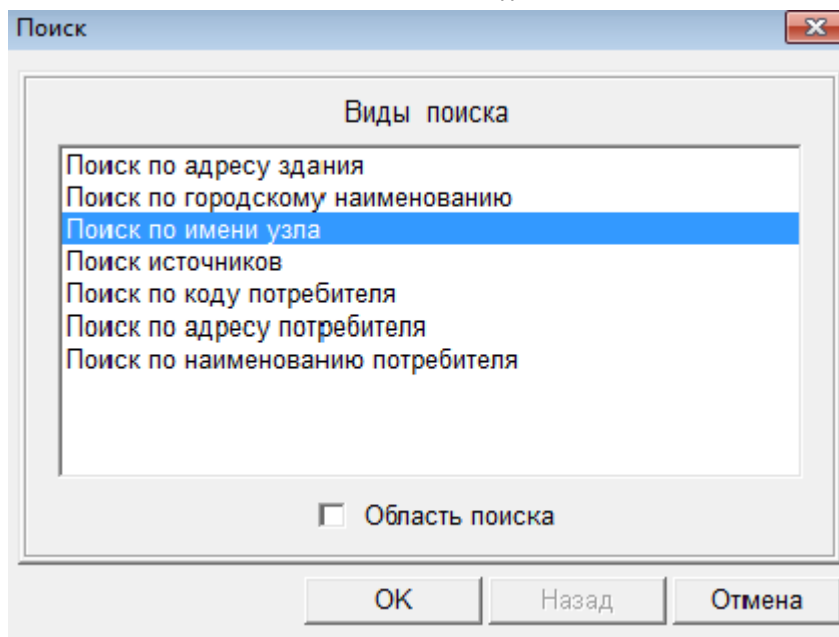 Поиск
Виды поиска
Поиск по адресу здания
Поиск по городскому наименованию
Поиск по имени узла
Поиск источников
Поиск по коду потребителя
Поиск по адресу потребителя
Поиск по наименованию потребителя
Область поиска
OK Назад Отмена